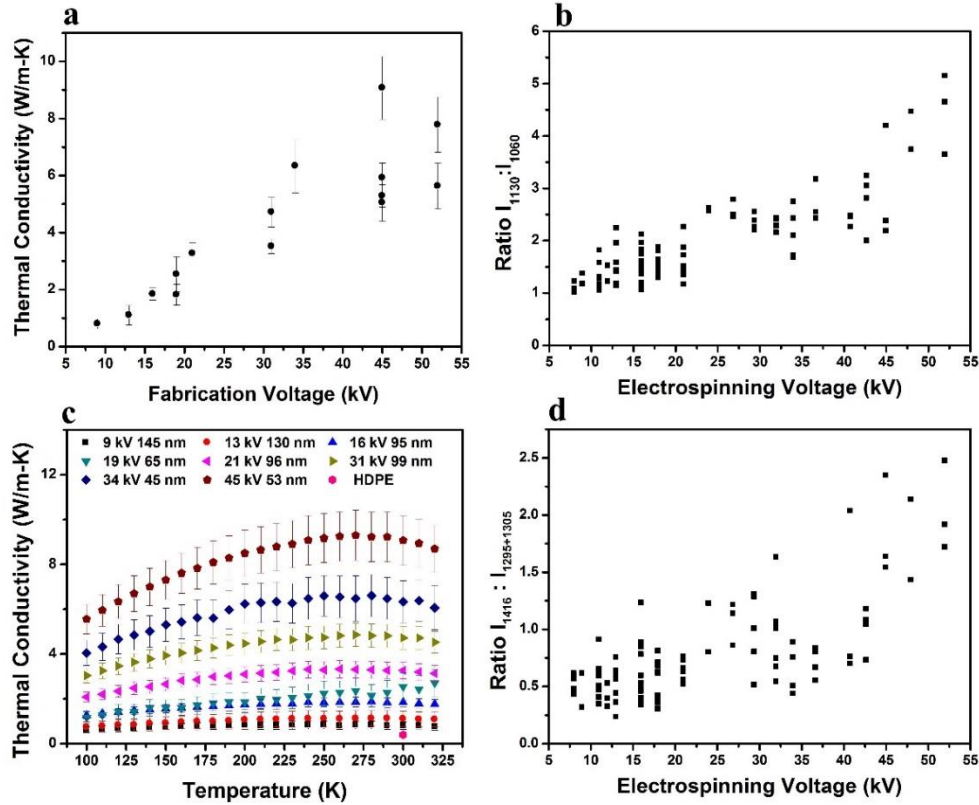 a
Thermal Conductivity (W/m-K)
10
8
6
4
2
0
5 10 15 20 25 30 35 40 45 50 55
Fabrication Voltage (kV)
b
Ratio I1130:I1060
6
5
4
3
2
1
0
5 10 15 20 25 30 35 40 45 50 55
Electrospinning Voltage (kV)
c
Thermal Conductivity (W/m-K)
12
8
4
0
9 kV 145 nm 13 kV 130 nm 16 kV 95 nm
19 kV 65 nm 21 kV 96 nm 31 kV 99 nm
34 kV 45 nm 45 kV 53 nm HDPE
100 125 150 175 200 225 250 275 300 325
Temperature (K)
d
Ratio I1416 : I1295+1305
2.5
2.0
1.5
1.0
0.5
0.0
5 10 15 20 25 30 35 40 45 50 55
Electrospinning Voltage (kV)